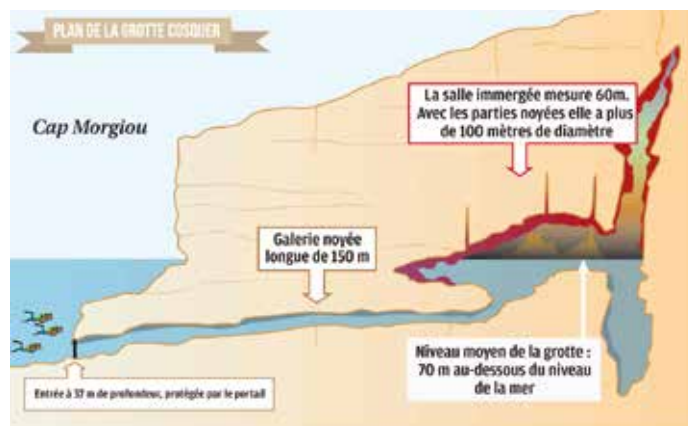 PLAN DE LA GROTTE COSQUER
Cap Morgiou
La salle immergée mesure 60m.
Avec les parties noyées elle a plus
de 100 mètres de diamètre
Galerie noyée
longue de 150 m
Niveau moyen de la grotte :
70 m au-dessous du niveau
de la mer
Entrée à 37 m de profondeur, protégée par le portail